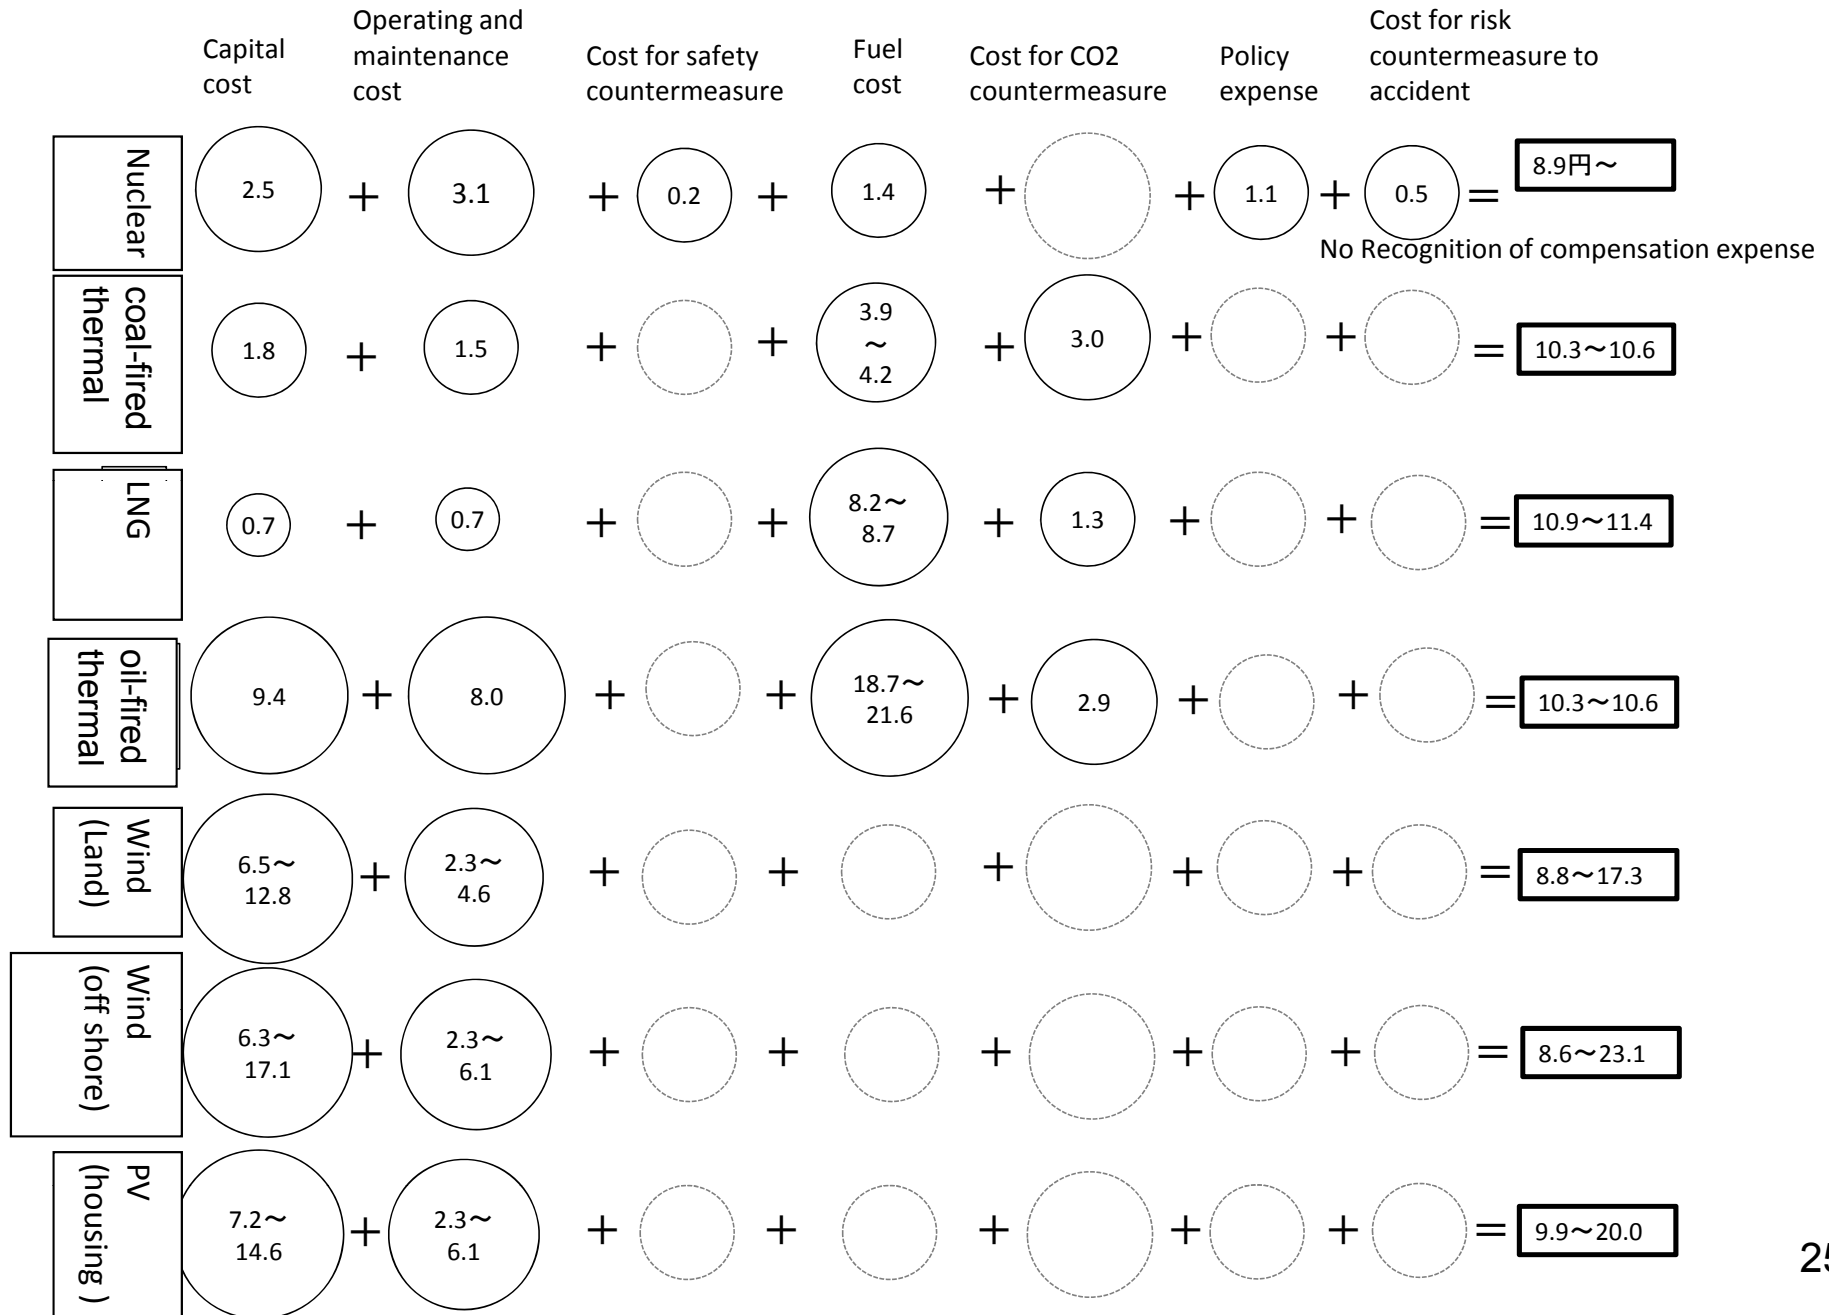 Capital
cost
Operating and
maintenance
cost
Cost for safety
countermeasure
Fuel
cost
Cost for CO2
countermeasure
Policy
expense
Cost for risk
countermeasure to
accident
Nuclear
2.5
+
3.1
+
0.2
+
1.4
+
+
1.1
+
0.5
=
8.9円～
No Recognition of compensation expense
coal-fired
thermal
1.8
+
1.5
+
+
3.9
～
4.2
+
3.0
+
+
=
10.3～10.6
LNG
0.7
+
0.7
+
+
8.2～
8.7
+
1.3
+
+
=
10.9～11.4
oil-fired
thermal
9.4
+
8.0
+
+
18.7～
21.6
+
2.9
+
+
=
10.3～10.6
Wind
(Land)
6.5～
12.8
+
2.3～
4.6
+
+
+
+
+
=
8.8～17.3
Wind
(off shore)
6.3～
17.1
+
2.3～
6.1
+
+
+
+
+
=
8.6～23.1
PV
(housing )
7.2～
14.6
+
2.3～
6.1
+
+
+
+
+
=
9.9～20.0